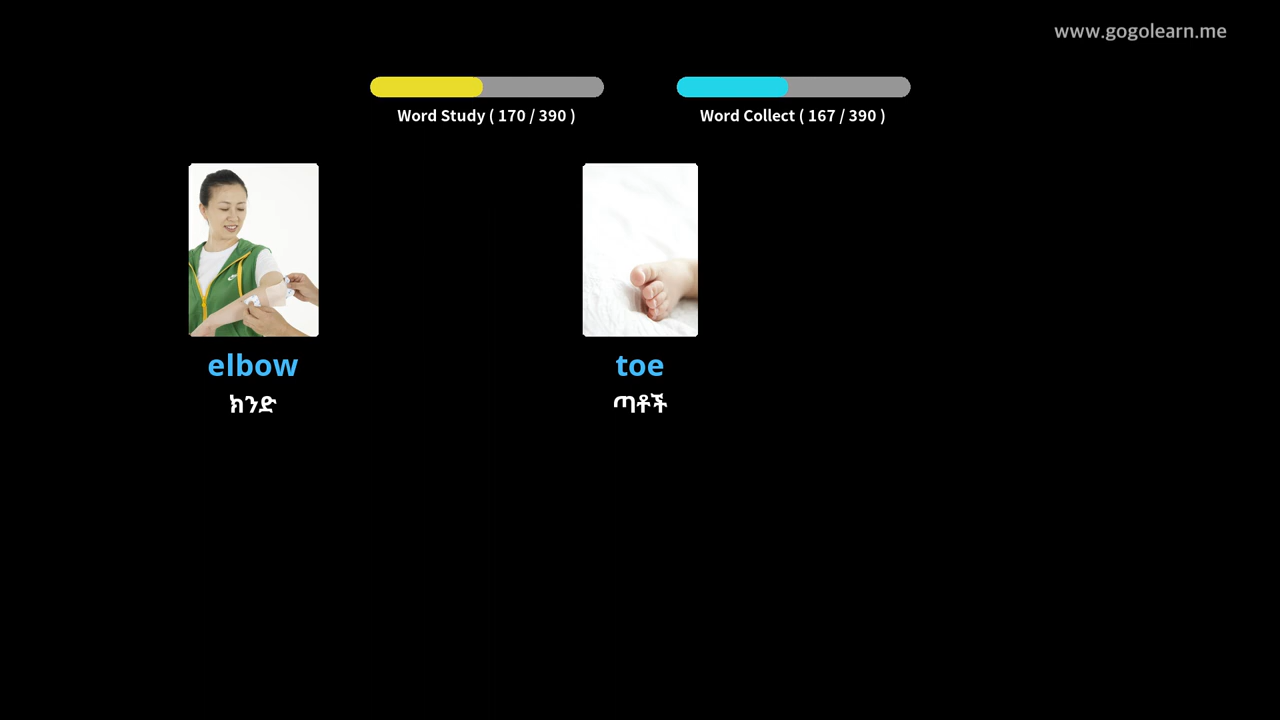 www.gogolearn.me
Word Study ( 170 / 390 )
Word Collect ( 167 / 390 )
elbow
ክንድ
toe
ጣቶች